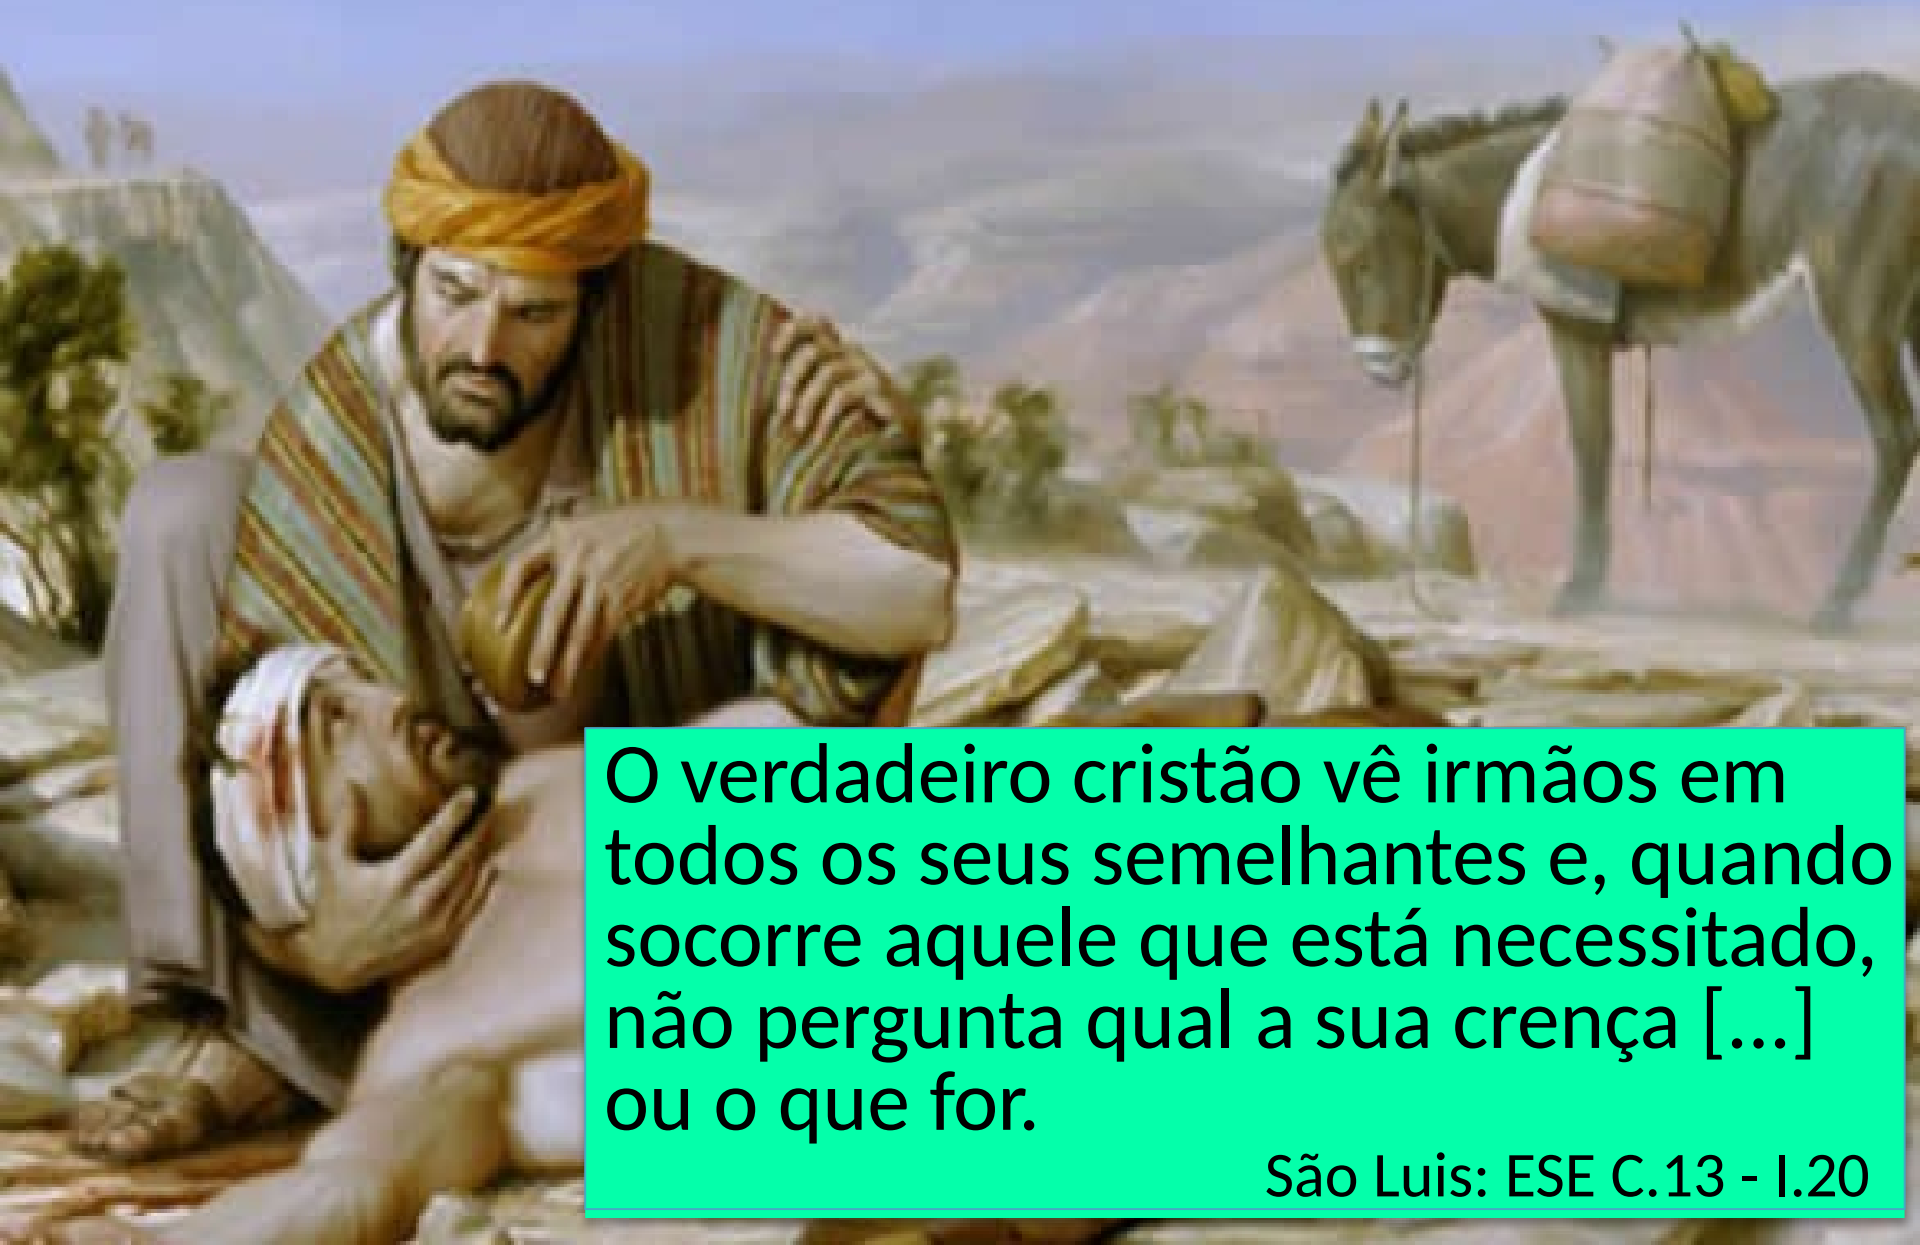 O verdadeiro cristão vê irmãos em
todos os seus semelhantes e, quando
socorre aquele que está necessitado,
não pergunta qual a sua crença [...]
ou o que for.
São Luis: ESE C.13 - I.20